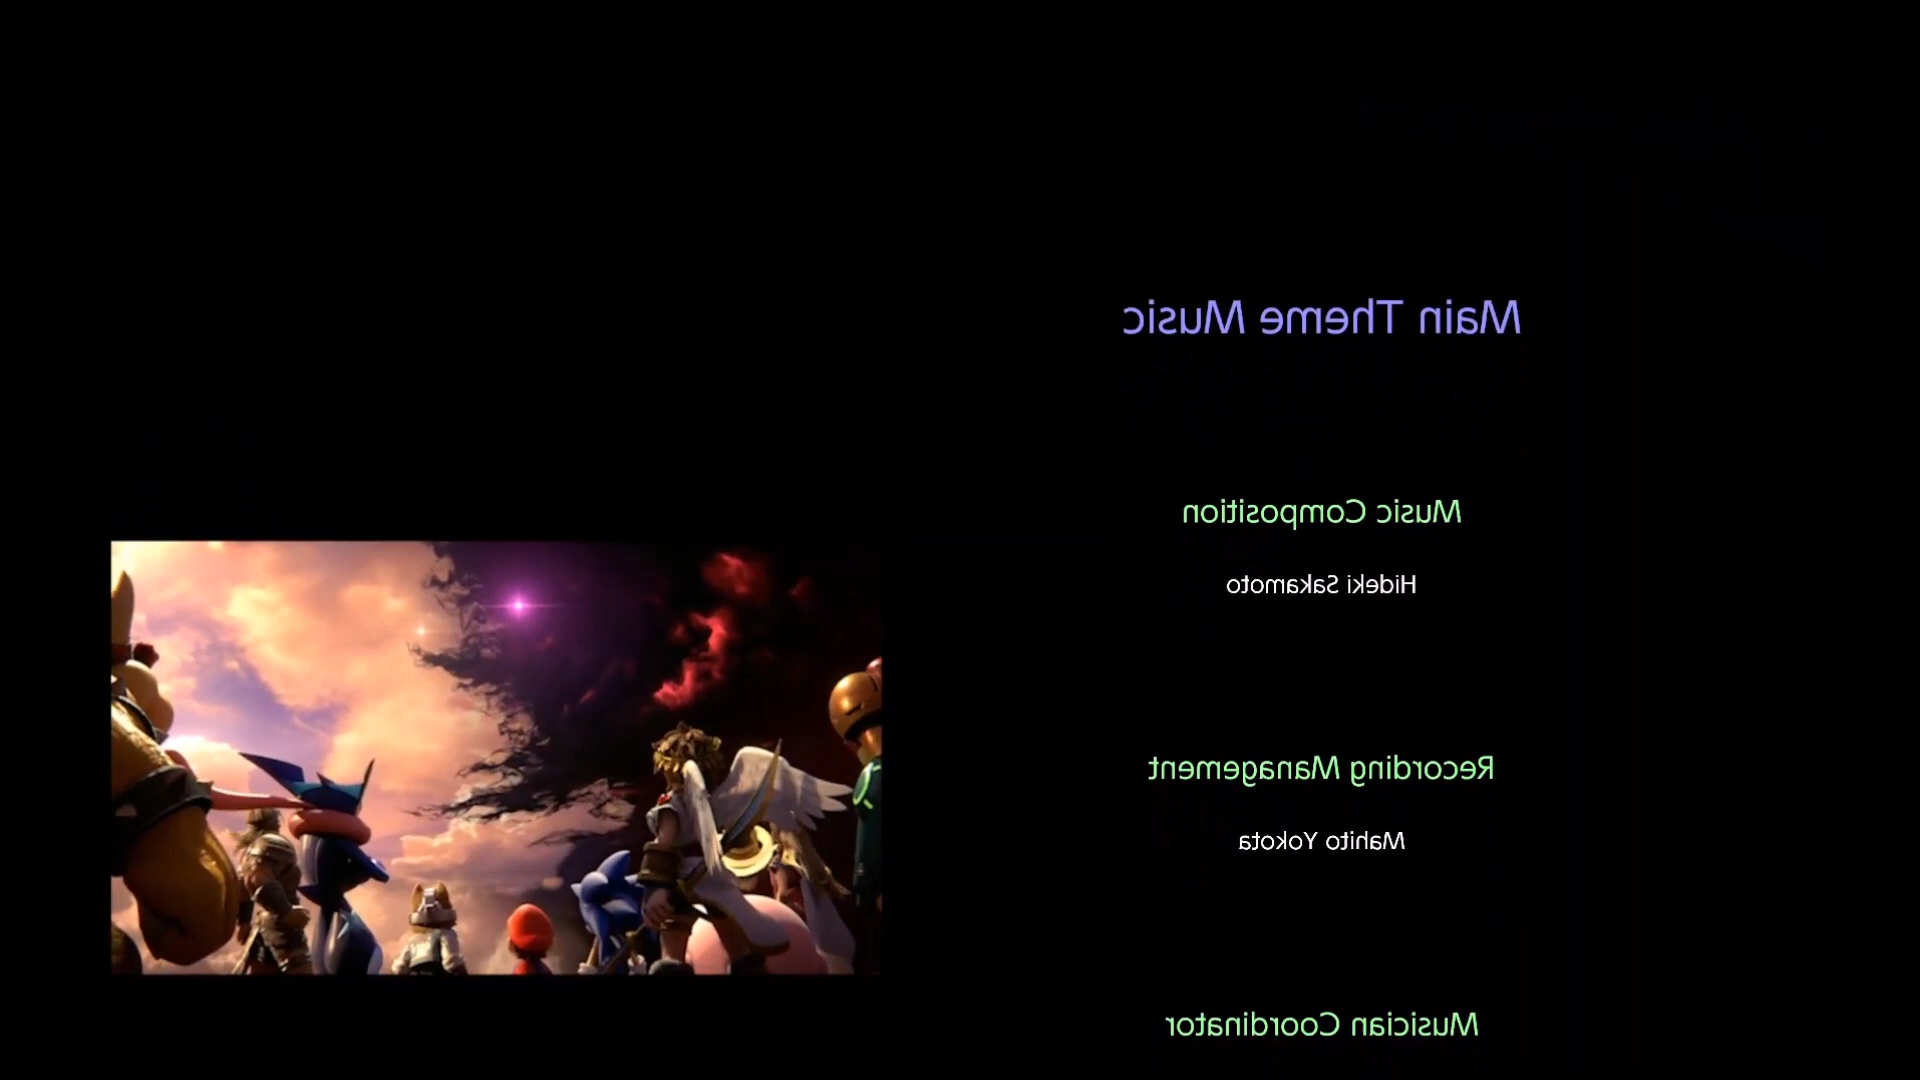 Main Theme Music
Music Composition
Hideki Sakamoto
Recording Management
Mahito Yokota
Musician Coordinator